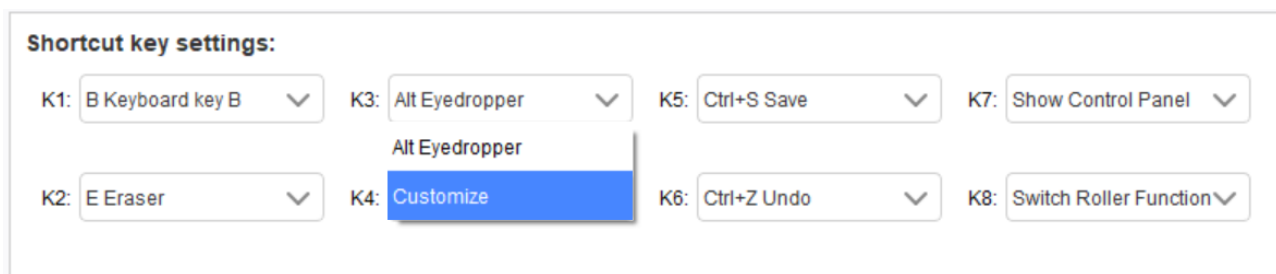 Shortcut key settings:
K1: B Keyboard key B K3: Alt Eyedropper K5: Ctrl+S Save K7: Show Control Panel
Alt Eyedropper
K2: E Eraser K4: Customize K6: Ctrl+Z Undo K8: Switch Roller Function